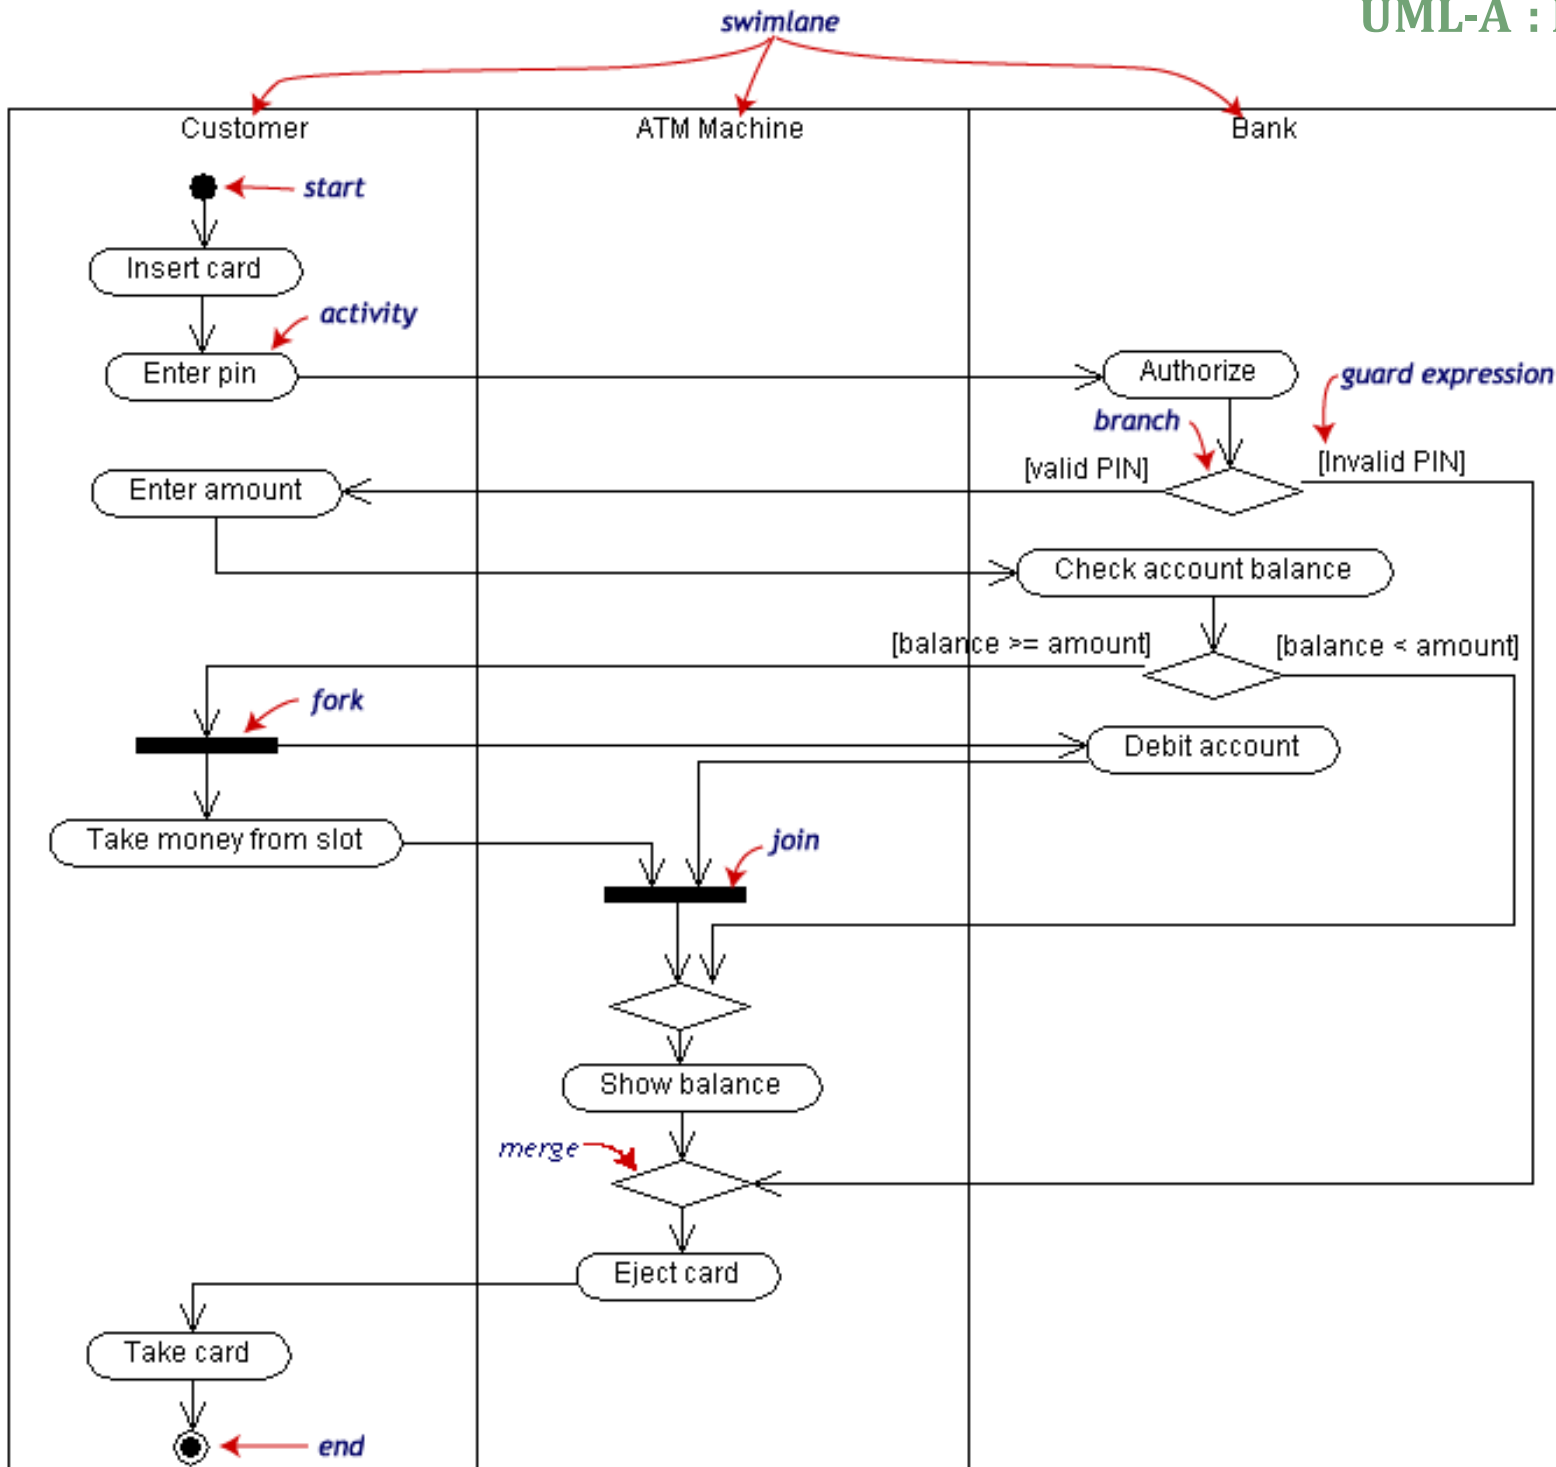 UML-A :
swimlane
Customer
ATM Machine
Bank
start
Insert card
activity
Enter pin
Authorize
guard expression
branch
[valid PIN]
[Invalid PIN]
Enter amount
Check account balance
[balance >= amount]
[balance < amount]
fork
Debit account
Take money from slot
join
Show balance
merge
Eject card
Take card
end